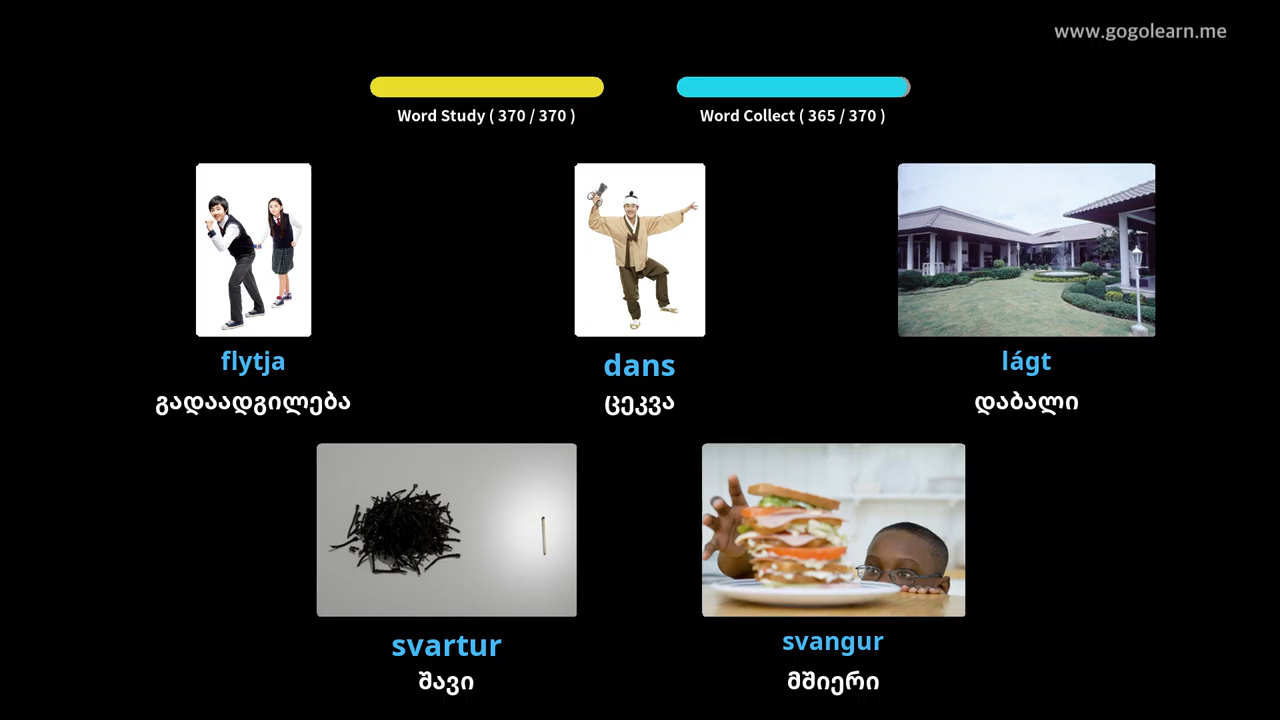 www.gogolearn.me
Word Study ( 370 / 370 )
Word Collect ( 365 / 370 )
flytja
გადაადგილება
dans
ცეკვა
lágt
დაბალი
svartur
შავი
svangur
მშიერი